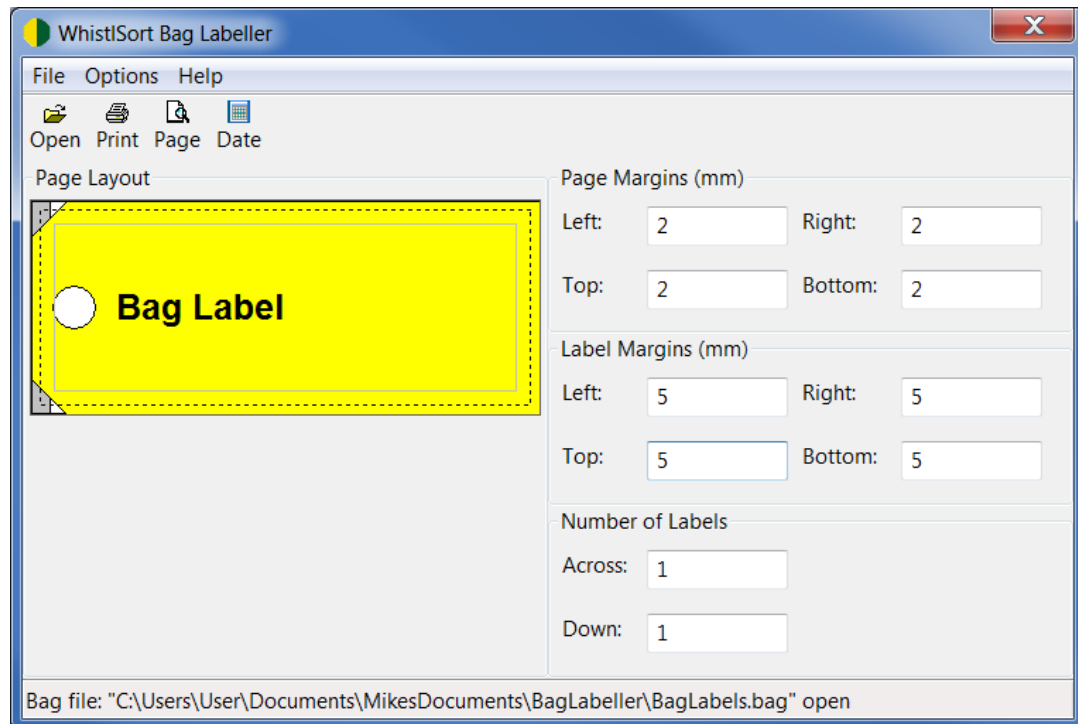 WhistlSort Bag Labeller
File Options Help
Open Print Page Date
Page Layout
Bag Label
Page Margins (mm)
Left: 2 Right: 2
Top: 2 Bottom: 2
Label Margins (mm)
Left: 5 Right: 5
Top: 5 Bottom: 5
Number of Labels
Across: 1
Down: 1
Bag file: "C:\Users\User\Documents\MikesDocuments\BagLabeller\BagLabels.bag" open